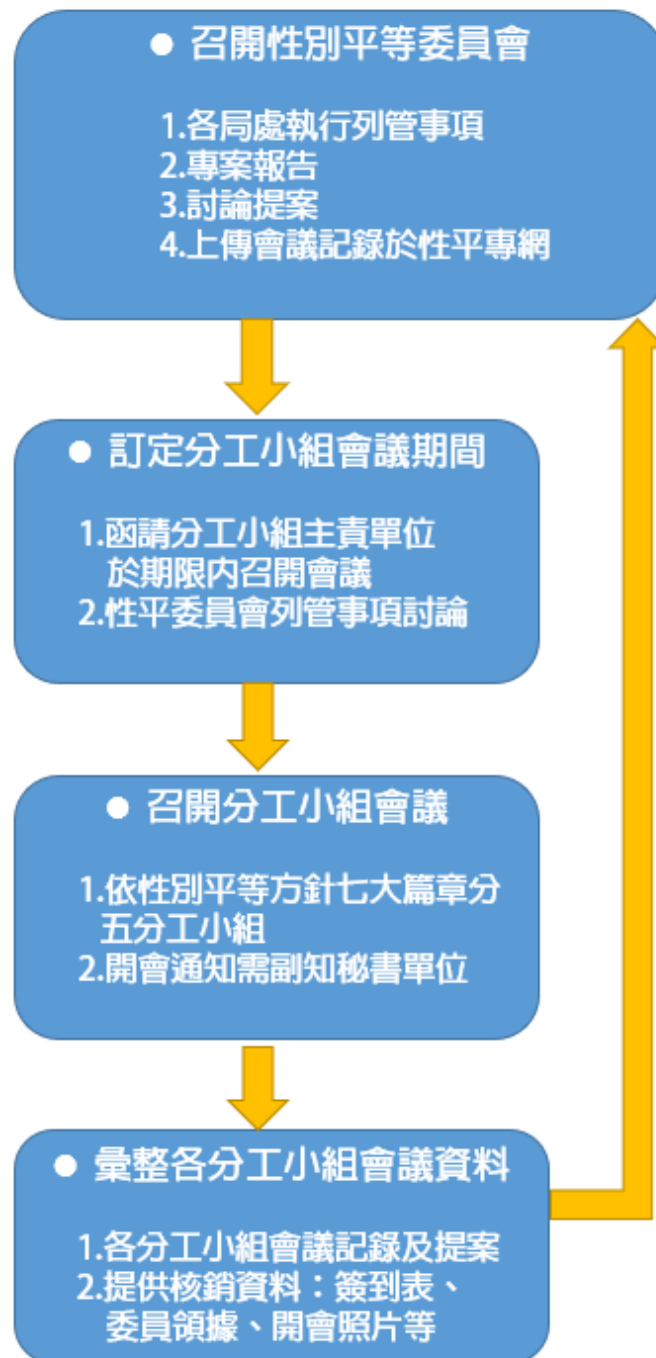 ● 召開性別平等委員會
1.各局處執行列管事項
2.專案報告
3.討論提案
4.上傳會議記錄於性平專網
● 訂定分工小組會議期間
1.函請分工小組主責單位
於期限內召開會議
2.性平委員會列管事項討論
● 召開分工小組會議
1.依性別平等方針七大篇章分
五分工小組
2.開會通知需副知秘書單位
● 彙整各分工小組會議資料
1.各分工小組會議記錄及提案
2.提供核銷資料：簽到表、
委員領據、開會照片等